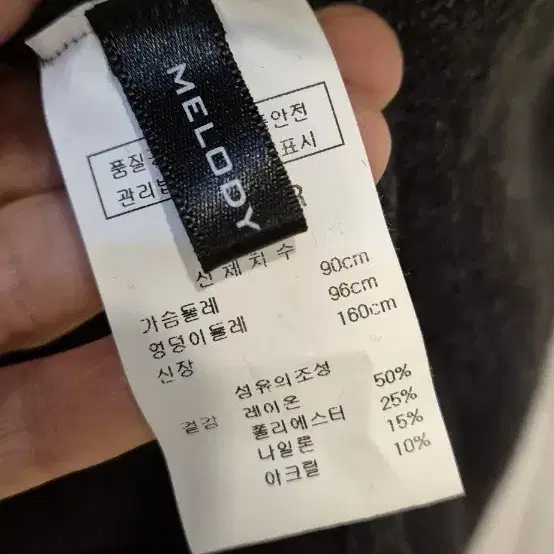 MELODY
품질 안전
관리 표시
신체치수
가슴둘레 90cm
엉덩이둘레 96cm
신장 160cm
섬유의조성
겉감 레이온 50%
폴리에스터 25%
나일론 15%
아크릴 10%